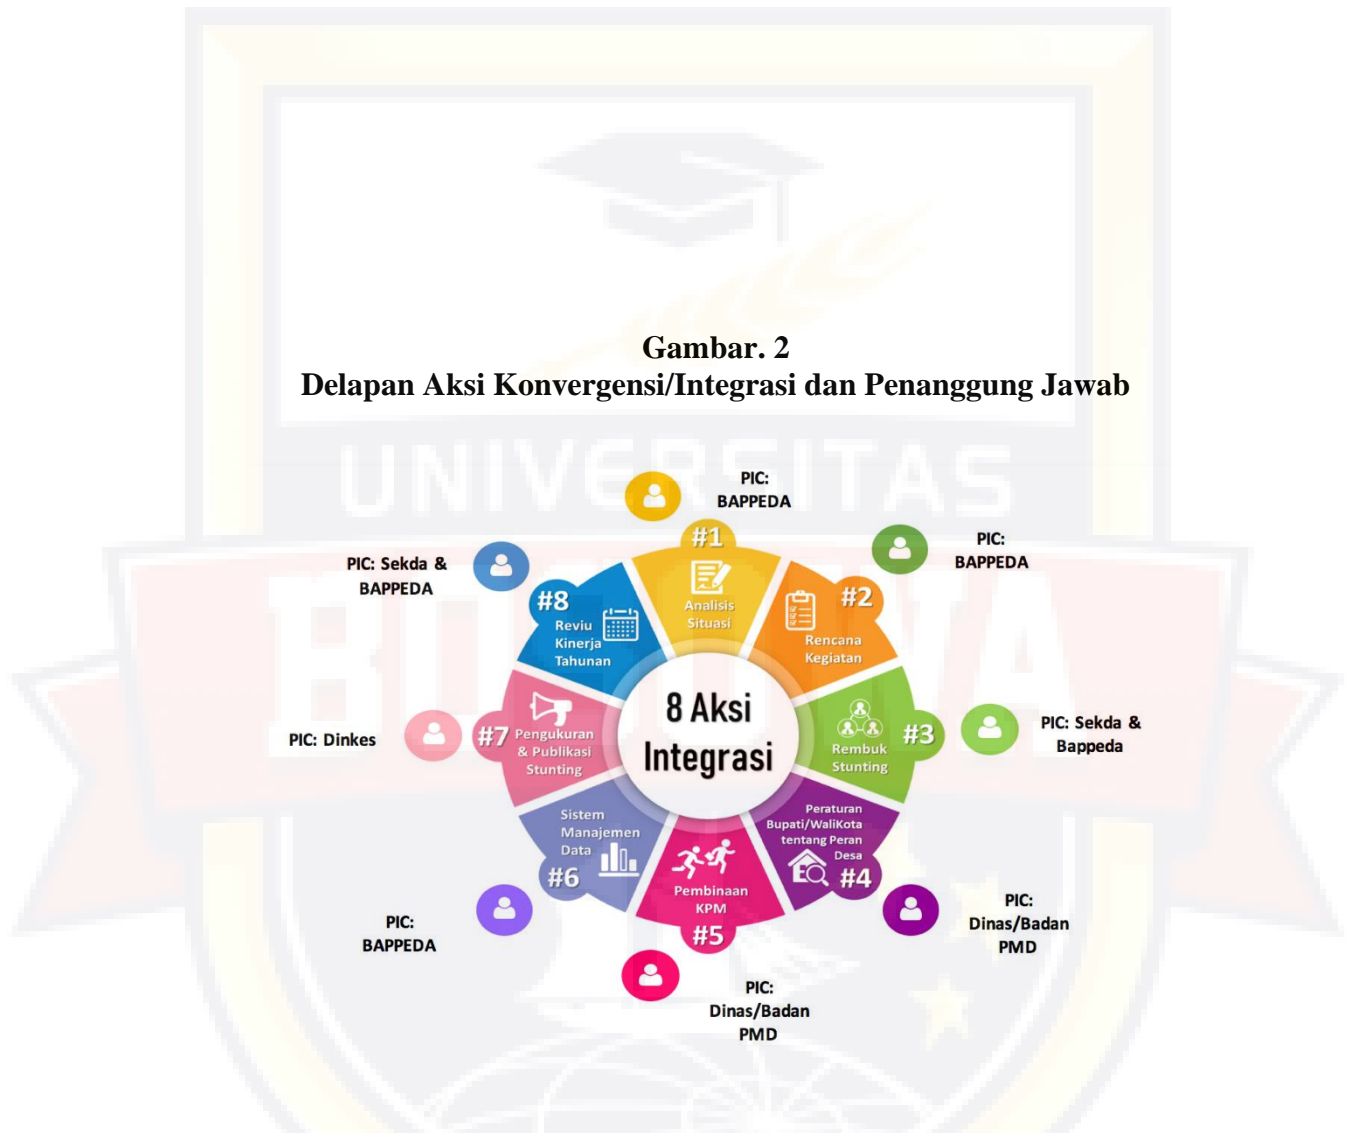 UNIVERSITAS
BOSOWA
Gambar. 2
Delapan Aksi Konvergensi/Integrasi dan Penanggung Jawab
PIC:
BAPPEDA
#1
Analisis
Situasi
PIC:
BAPPEDA
#2
Rencana
Kegiatan
PIC: Sekda &
Bappeda
#3
Rembuk
Stunting
Peraturan
Bupati/WaliKota
tentang Peran
Desa
#4
PIC:
Dinas/Badan
PMD
Pembinaan
KPM
#5
PIC:
Dinas/Badan
PMD
Sistem
Manajemen
Data
#6
PIC:
BAPPEDA
#7
Pengukuran
& Publikasi
Stunting
PIC: Dinkes
#8
Reviu
Kinerja
Tahunan
PIC: Sekda &
BAPPEDA
8 Aksi
Integrasi